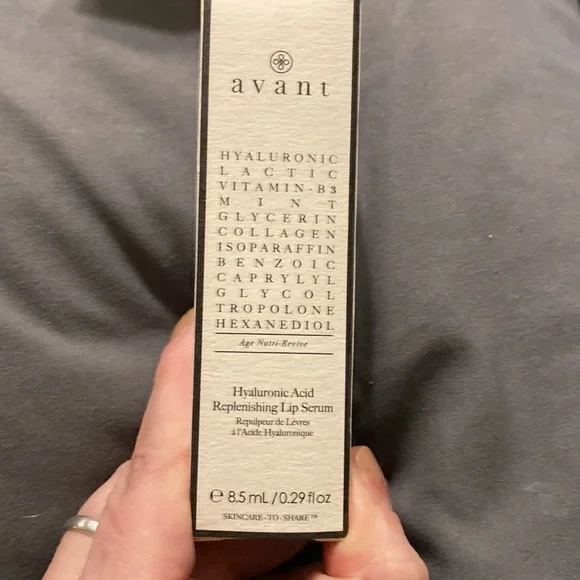 avant
HYALURONIC
LACTIC
VITAMIN-B3
MINT
GLYCERIN
COLLAGEN
ISOPARAFFIN
BENZOIC
CAPRYLYL
GLYCOL
TROPOLONE
HEXANEDIOL
Age Nutri-Revive
Hyaluronic Acid
Replenishing Lip Serum
Repulpeur de Lèvres
à l'Acide Hyaluronique
℮ 8.5 mL / 0.29 fl oz
SKINCARE-TO-SHARE™